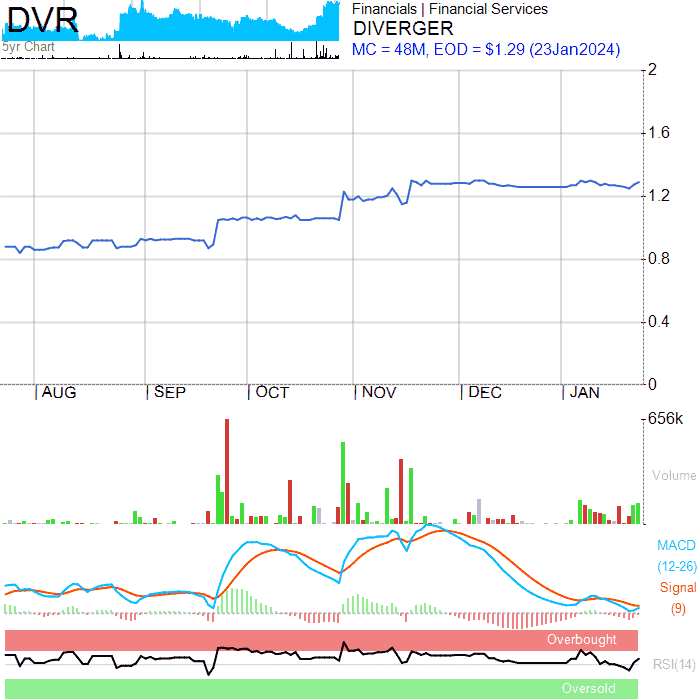 DVR
5yr Chart
Financials | Financial Services
DIVERGER
MC = 48M, EOD = $1.29 (23Jan2024)
2
1.6
1.2
0.8
0.4
0
AUG SEP OCT NOV DEC JAN
656k
Volume
MACD
(12-26)
Signal
(9)
Overbought
RSI(14)
Oversold